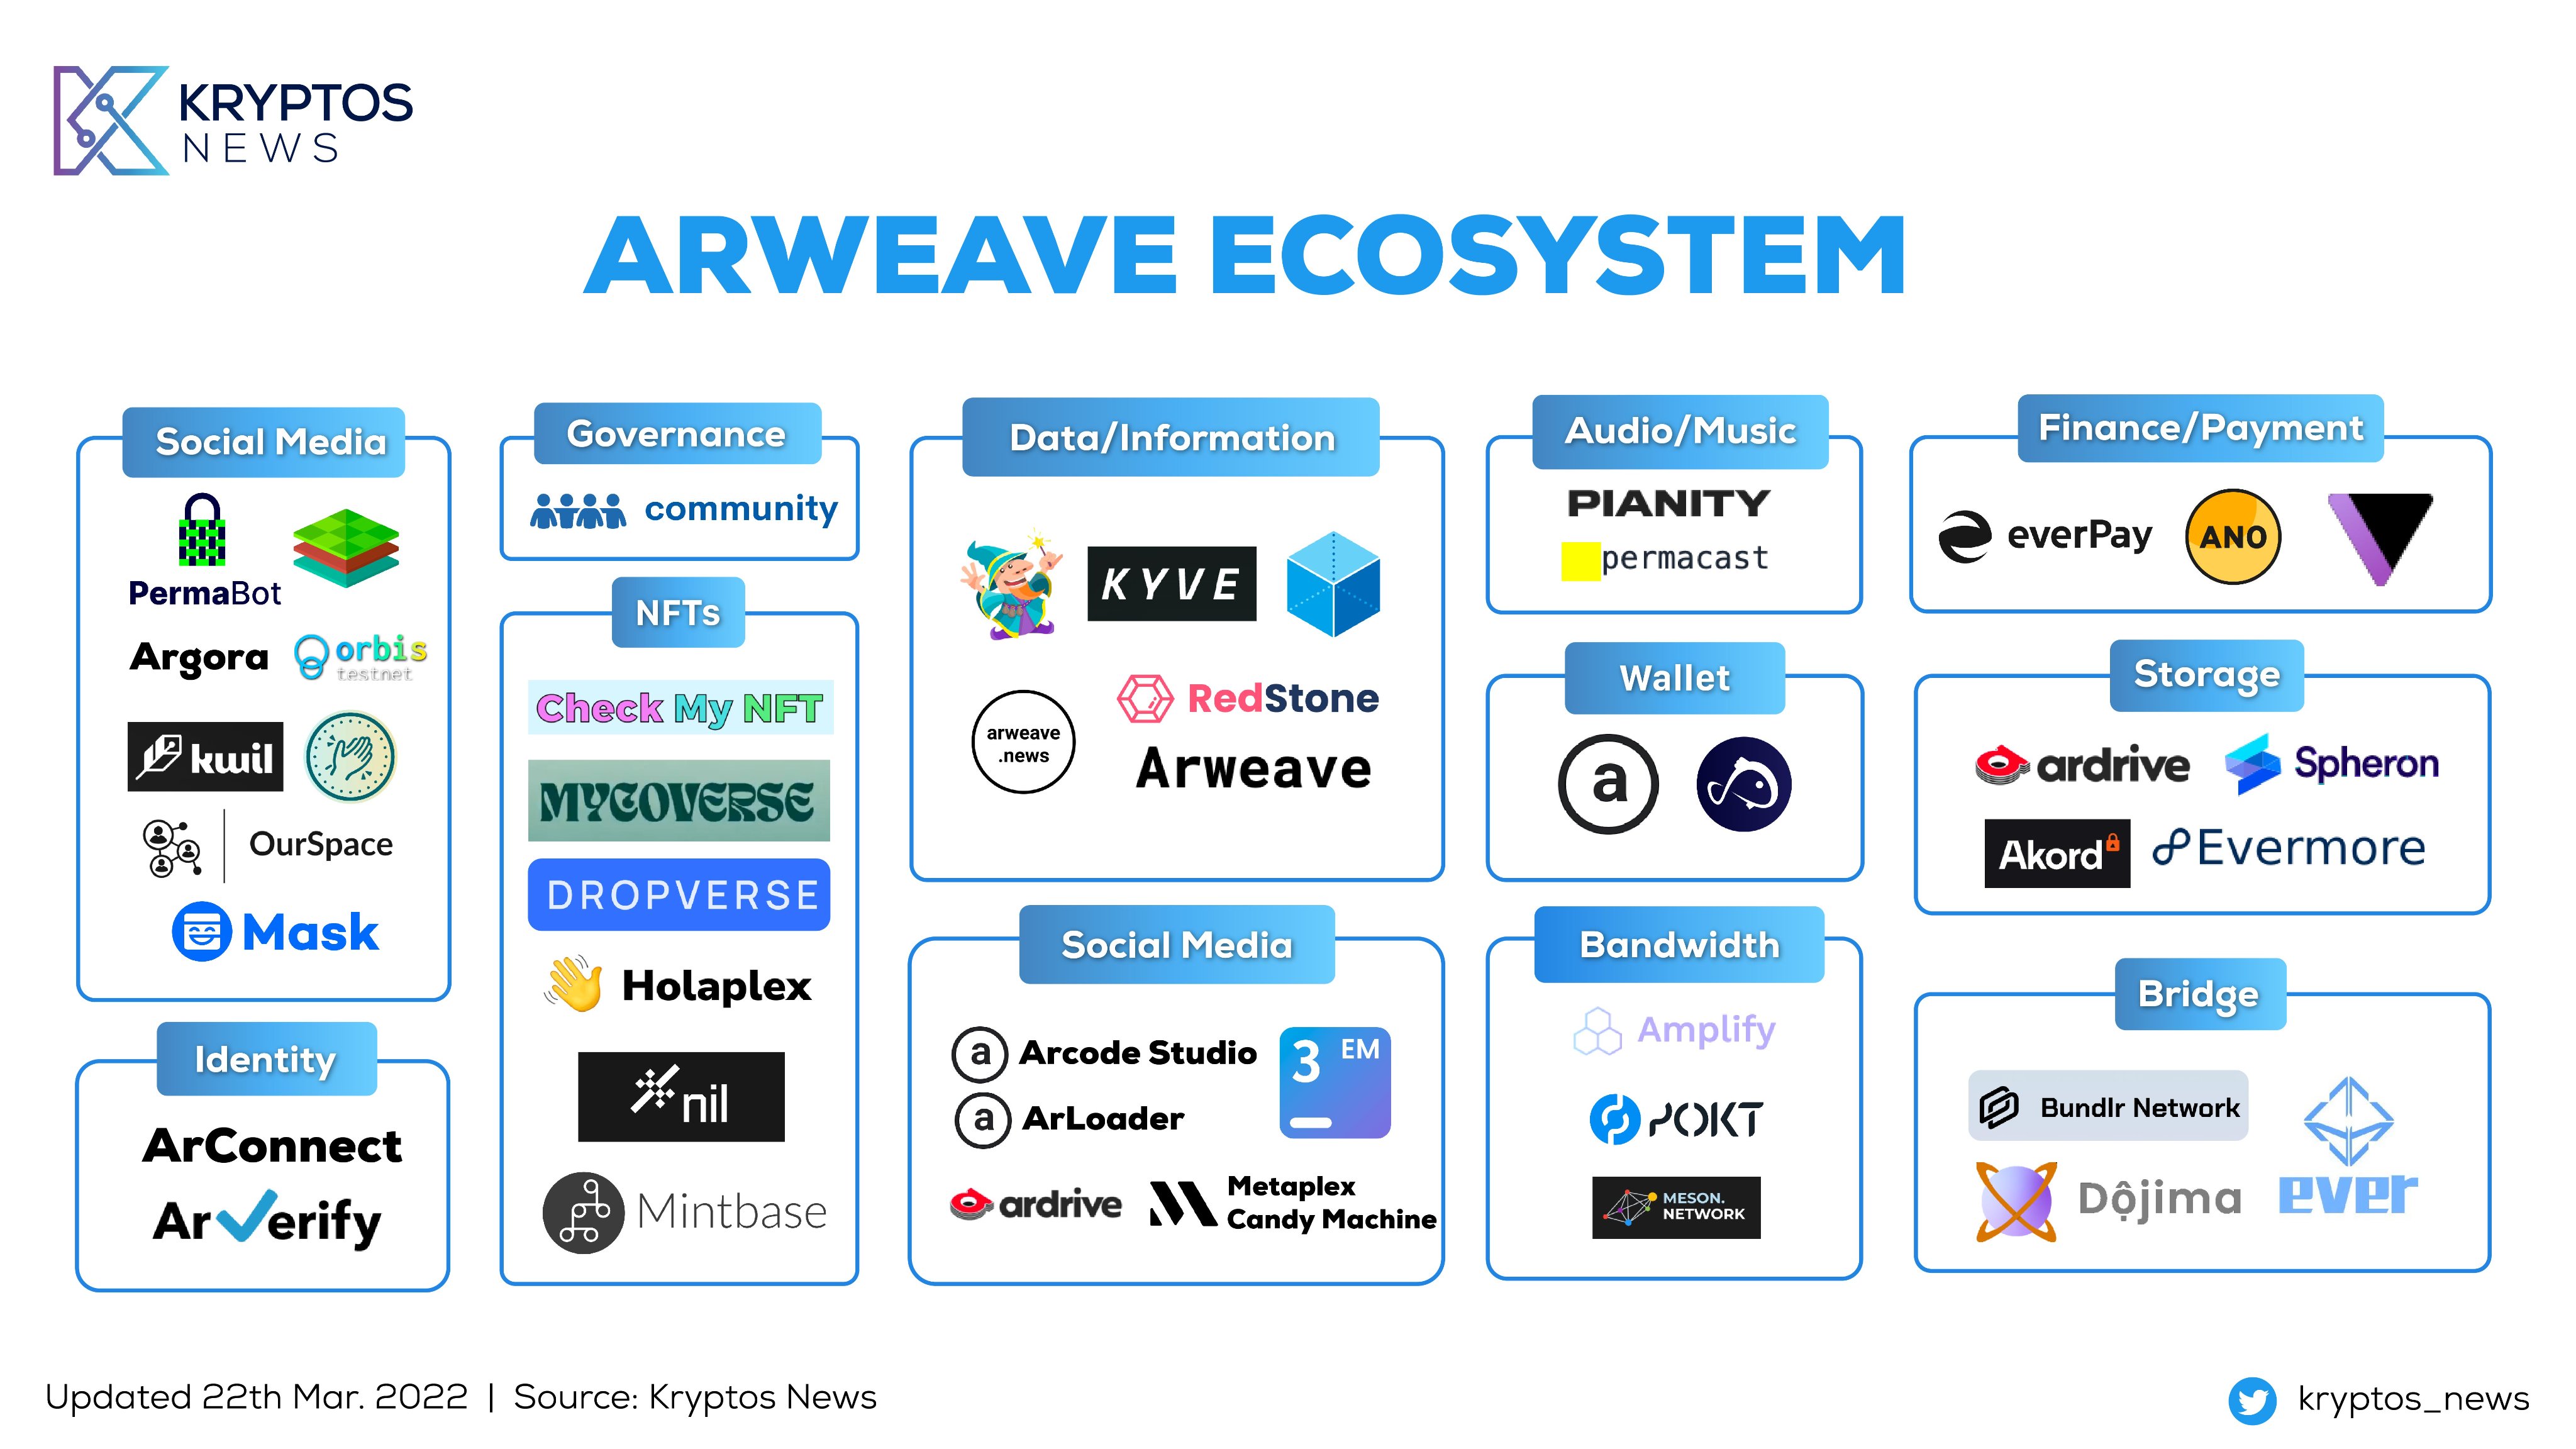 KRYPTOS
NEWS
ARWEAVE ECOSYSTEM
Social Media
PermaBot
Argora
orbis
testnet
kwil
OurSpace
Mask
Identity
ArConnect
ArVerify
Governance
community
NFTs
Check My NFT
MYCOVERSE
DROPVERSE
Holaplex
nil
Mintbase
Data/Information
KYVE
arweave
.news
RedStone
Arweave
Social Media
a Arcode Studio
3 EM
a ArLoader
ardrive
Metaplex
Candy Machine
Audio/Music
PIANITY
permacast
Wallet
a
Bandwidth
Amplify
POKT
MESON.
NETWORK
Finance/Payment
everPay
ANO
Storage
ardrive
Spheron
Akord
Evermore
Bridge
Bundlr Network
Dôjima
ever
Updated 22th Mar. 2022 | Source: Kryptos News
kryptos_news